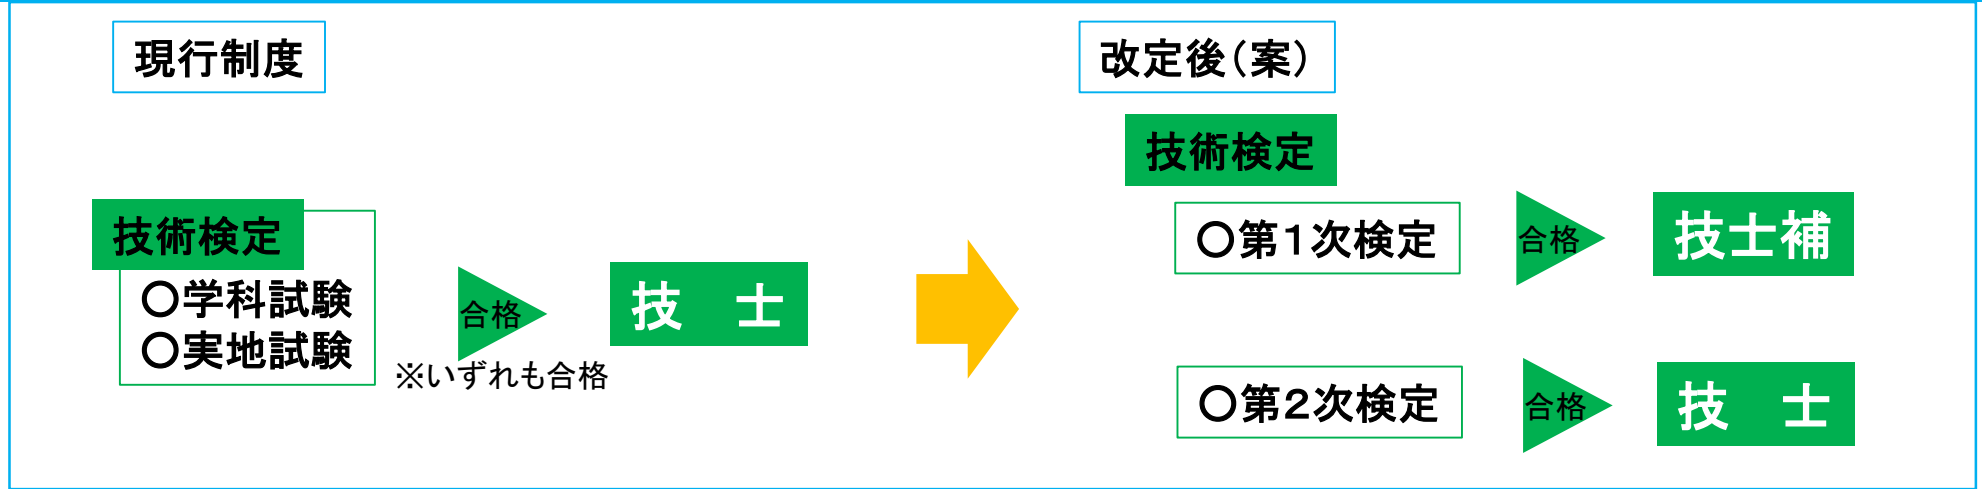 現行制度
技術検定
○学科試験
○実地試験
合格
※いずれも合格
技　士
改定後（案）
技術検定
○第１次検定
合格
技士補
○第２次検定
合格
技　士